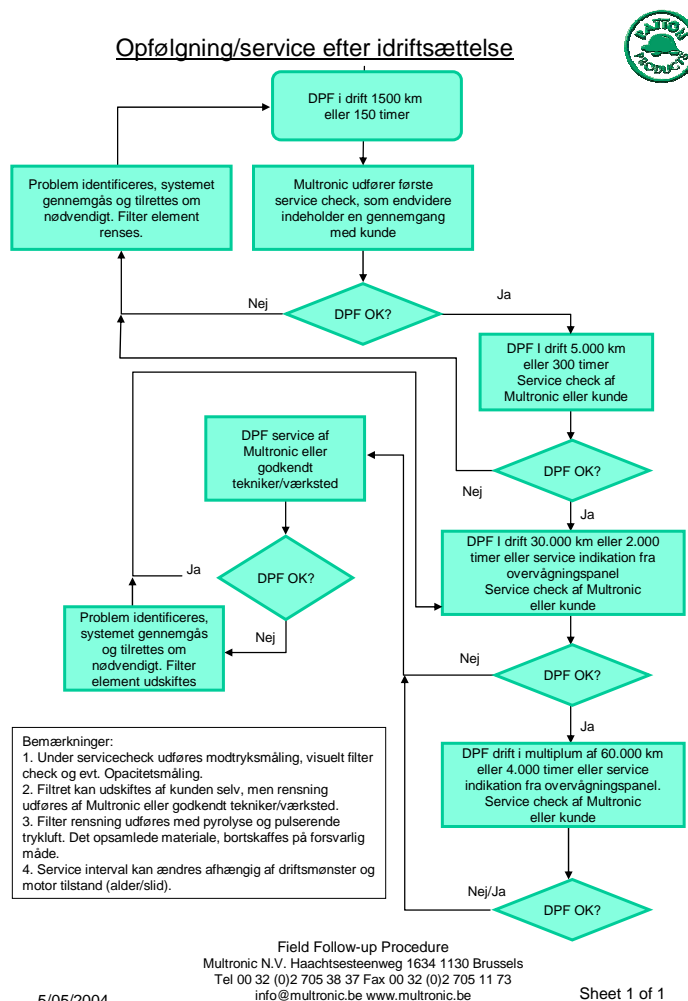 Opfølgning/service efter idriftsættelse
PATTON
PRODUCTS
DPF i drift 1500 km
eller 150 timer
Problem identificeres, systemet
gennemgås og tilrettes om
nødvendigt. Filter element
renses.
Multronic udfører første
service check, som endvidere
indeholder en gennemgang
med kunde
Nej
DPF OK?
Ja
DPF I drift 5.000 km
eller 300 timer
Service check af
Multronic eller kunde
DPF service af
Multronic eller
godkendt
tekniker/værksted
DPF OK?
Nej
Ja
DPF I drift 30.000 km eller 2.000
timer eller service indikation fra
overvågningspanel
Service check af Multronic
eller kunde
Ja
DPF OK?
Nej
Problem identificeres,
systemet gennemgås
og tilrettes om
nødvendigt. Filter
element udskiftes
Nej
DPF OK?
Ja
DPF drift i multiplum af 60.000 km
eller 4.000 timer eller service
indikation fra overvågningspanel.
Service check af Multronic
eller kunde
Bemærkninger:
1. Under servicecheck udføres modtryksmåling, visuelt filter
check og evt. Opacitetsmåling.
2. Filtret kan udskiftes af kunden selv, men rensning
udføres af Multronic eller godkendt tekniker/værksted.
3. Filter rensning udføres med pyrolyse og pulserende
trykluft. Det opsamlede materiale, bortskaffes på forsvarlig
måde.
4. Service interval kan ændres afhængig af driftsmønster og
motor tilstand (alder/slid).
Nej/Ja
DPF OK?
Field Follow-up Procedure
Multronic N.V. Haachtsesteenweg 1634 1130 Brussels
Tel 00 32 (0)2 705 38 37 Fax 00 32 (0)2 705 11 73
info@multronic.be www.multronic.be
5/05/2004
Sheet 1 of 1